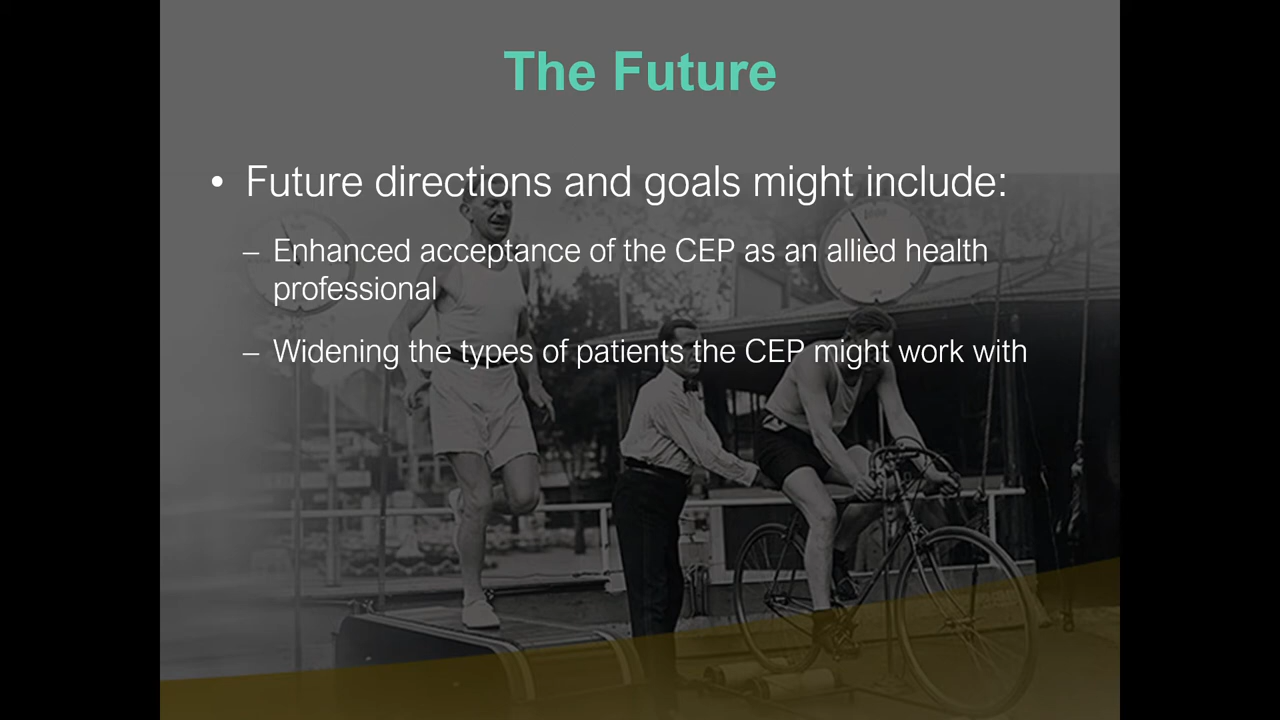 The Future
• Future directions and goals might include:
– Enhanced acceptance of the CEP as an allied health
professional
– Widening the types of patients the CEP might work with